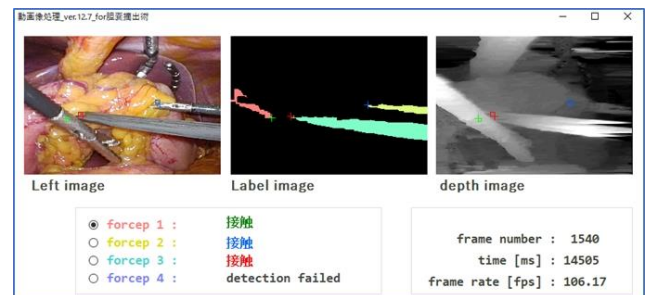 動画像処理_ver.12.7_for膵窓摘出術
Left image
Label image
depth image
forcep 1 : 接触
forcep 2 : 接触
forcep 3 : 接触
forcep 4 : detection failed
frame number : 1540
time [ms] : 14505
frame rate [fps] : 106.17